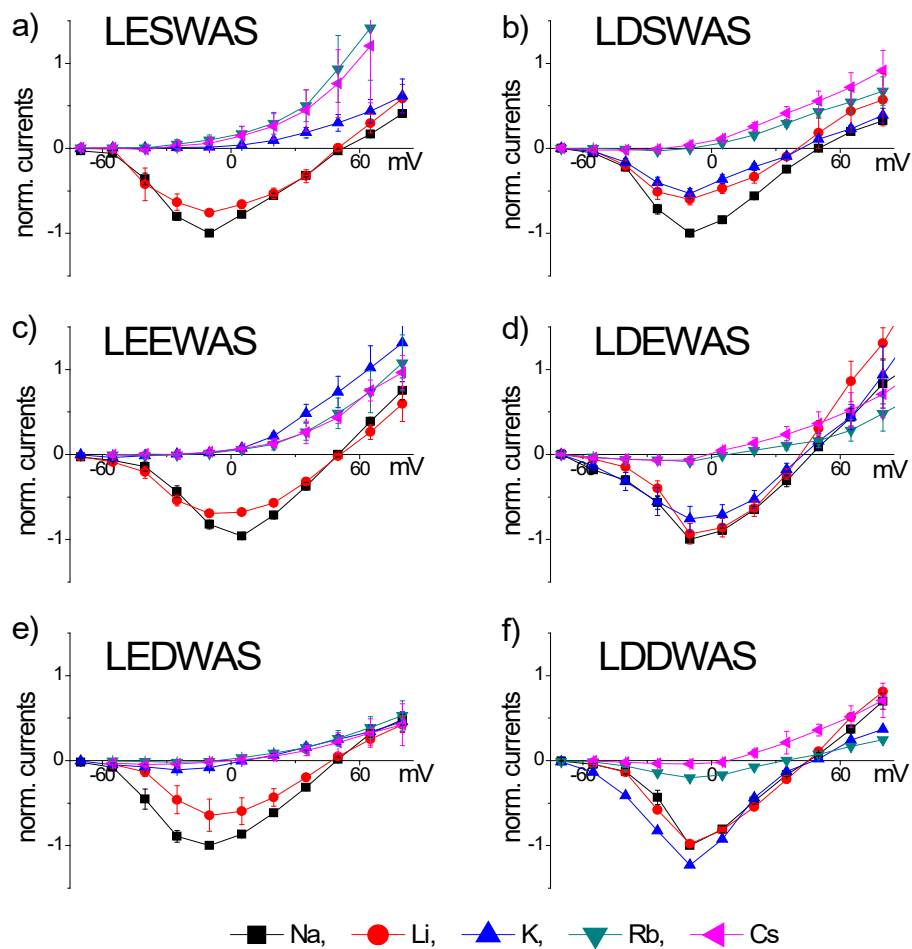 a) LESWAS
norm. currents
1
0
-1
-60
0
60
mV
b) LDSWAS
norm. currents
1
0
-1
-60
0
60
mV
c) LEEWAS
norm. currents
1
0
-1
-60
0
60
mV
d) LDEWAS
norm. currents
1
0
-1
-60
0
60
mV
e) LEDWAS
norm. currents
1
0
-1
-60
0
60
mV
f) LDDWAS
norm. currents
1
0
-1
-60
0
60
mV
Na, Li, K, Rb, Cs